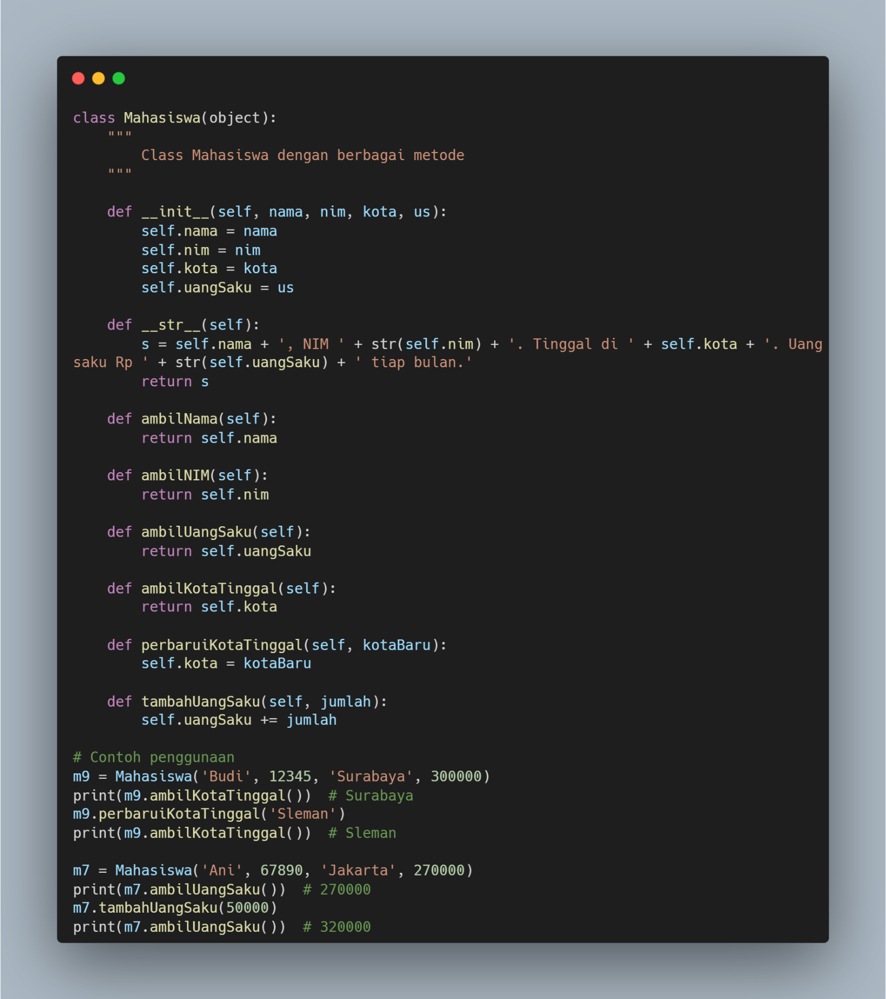 class Mahasiswa(object):
    """
        Class Mahasiswa dengan berbagai metode
    """

    def __init__(self, nama, nim, kota, us):
        self.nama = nama
        self.nim = nim
        self.kota = kota
        self.uangSaku = us

    def __str__(self):
        s = self.nama + ', NIM ' + str(self.nim) + '. Tinggal di ' + self.kota + '. Uang
saku Rp ' + str(self.uangSaku) + ' tiap bulan.'
        return s

    def ambilNama(self):
        return self.nama

    def ambilNIM(self):
        return self.nim

    def ambilUangSaku(self):
        return self.uangSaku

    def ambilKotaTinggal(self):
        return self.kota

    def perbaruiKotaTinggal(self, kotaBaru):
        self.kota = kotaBaru

    def tambahUangSaku(self, jumlah):
        self.uangSaku += jumlah

# Contoh penggunaan
m9 = Mahasiswa('Budi', 12345, 'Surabaya', 300000)
print(m9.ambilKotaTinggal())  # Surabaya
m9.perbaruiKotaTinggal('Sleman')
print(m9.ambilKotaTinggal())  # Sleman

m7 = Mahasiswa('Ani', 67890, 'Jakarta', 270000)
print(m7.ambilUangSaku())  # 270000
m7.tambahUangSaku(50000)
print(m7.ambilUangSaku())  # 320000